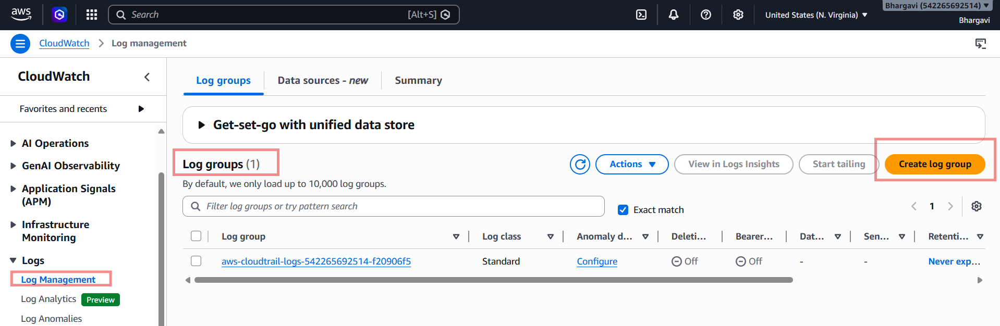 aws
Search
[Alt+S]
United States (N. Virginia)
Bhargavi (542265692514)
Bhargavi
CloudWatch
Log management
CloudWatch
Favorites and recents
AI Operations
GenAI Observability
Application Signals
(APM)
Infrastructure
Monitoring
Logs
Log Management
Log Analytics Preview
Log Anomalies
Log groups
Data sources - new
Summary
Get-set-go with unified data store
Log groups (1)
Actions
View in Logs Insights
Start tailing
Create log group
By default, we only load up to 10,000 log groups.
Filter log groups or try pattern search
Exact match
1
Log group
Log class
Anomaly d...
Deleti...
Bearer...
Dat...
Sen...
Retenti...
aws-cloudtrail-logs-542265692514-f20906f5
Standard
Configure
Off
Off
-
-
Never exp...